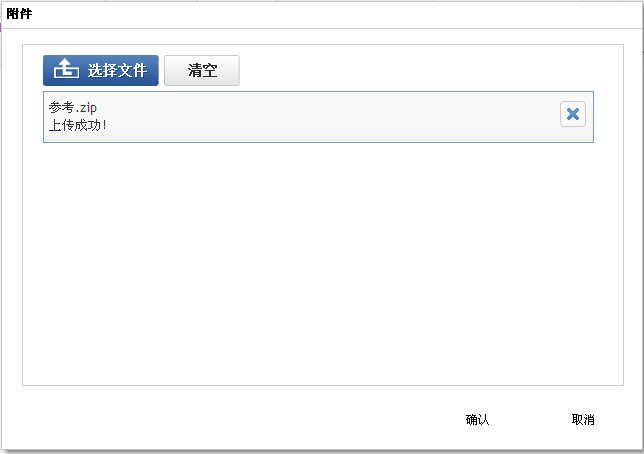 附件
选择文件 清空
参考.zip
上传成功!
确认 取消